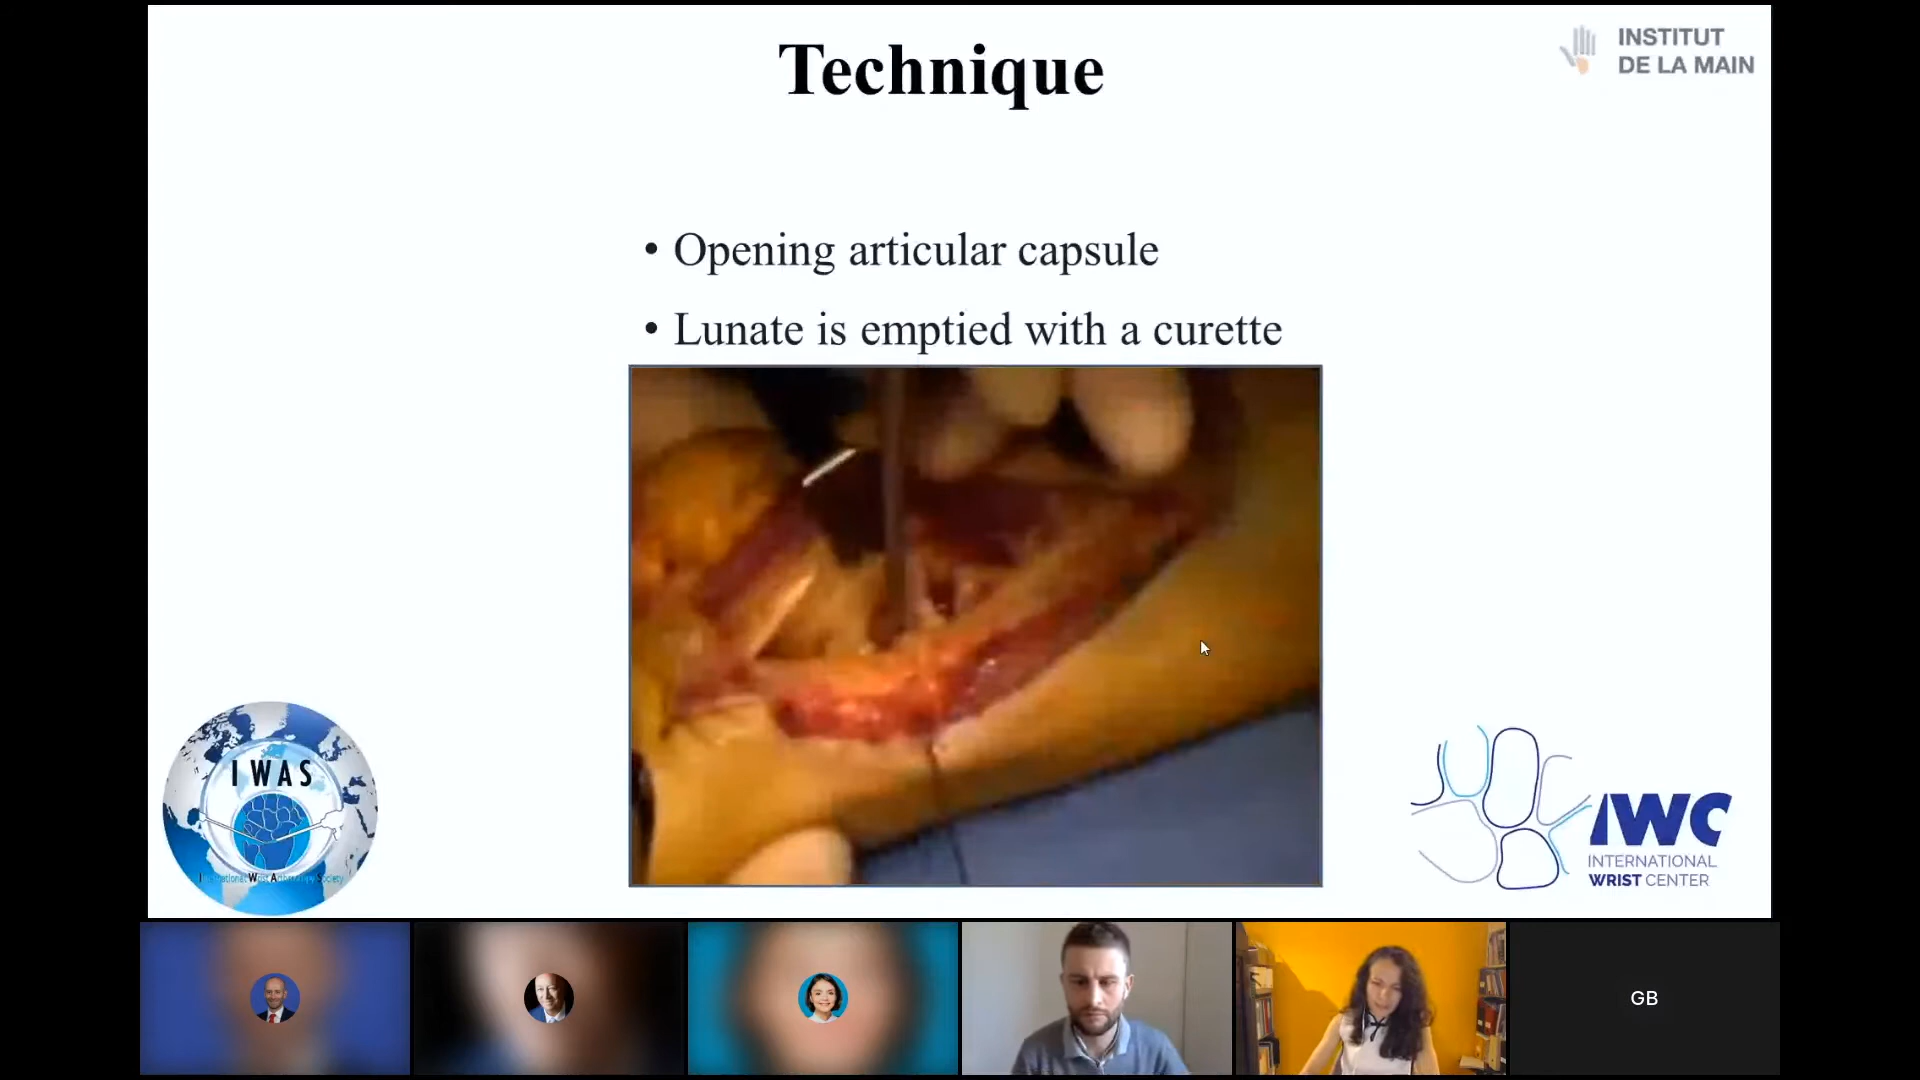 Technique
INSTITUT
DE LA MAIN
• Opening articular capsule
• Lunate is emptied with a curette
I WAS
International Wrist Arthroscopy Society
IWC
INTERNATIONAL
WRIST CENTER
GB